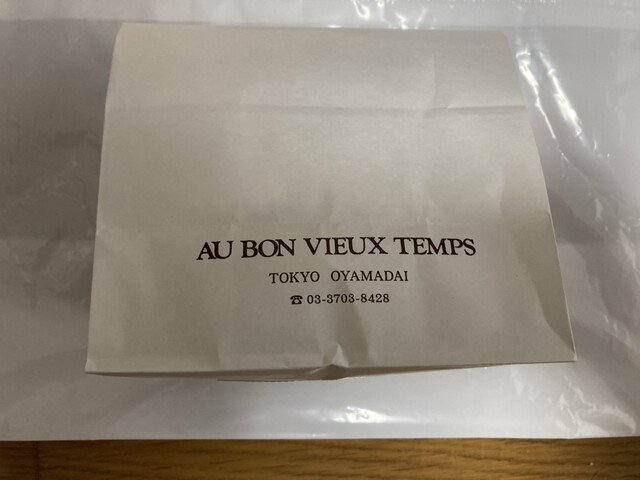 AU BON VIEUX TEMPS
TOKYO OYAMADAI
☎ 03-3703-8428